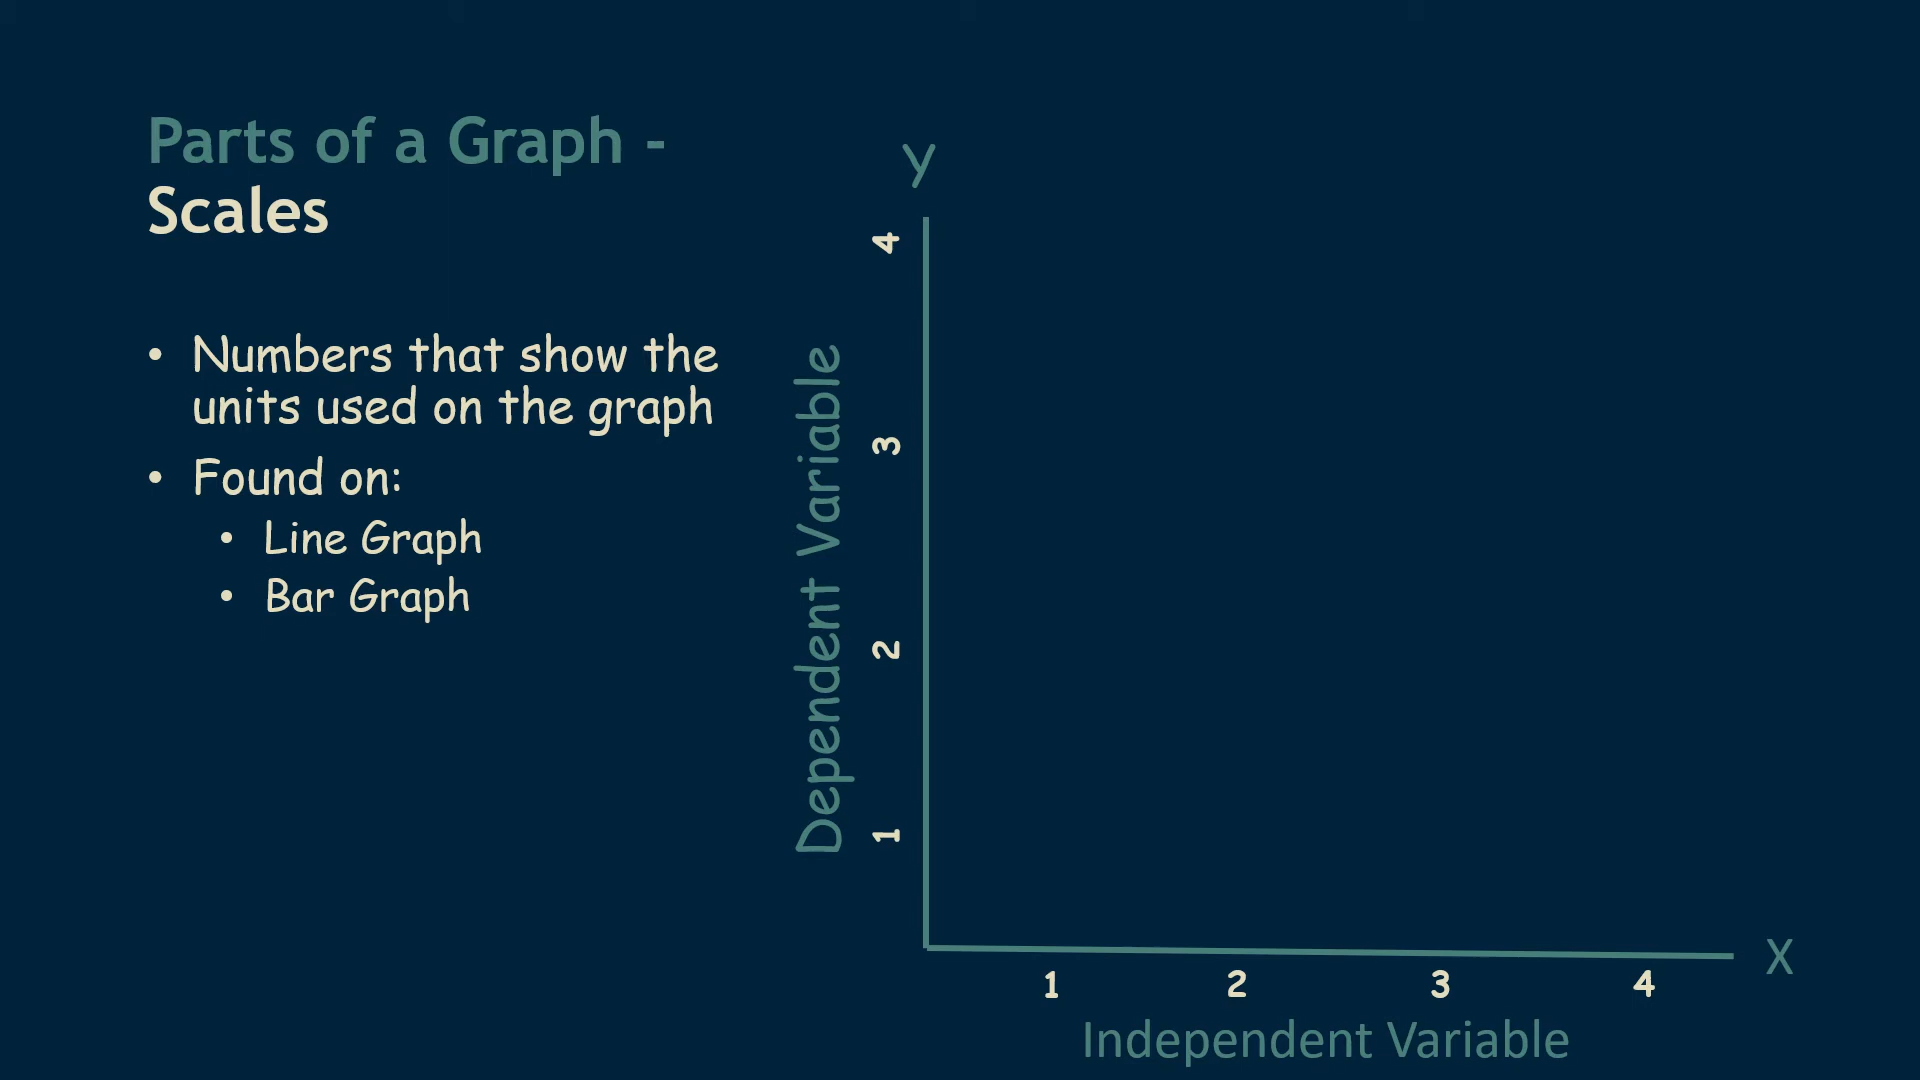 Parts of a Graph -
Scales
• Numbers that show the
units used on the graph
• Found on:
• Line Graph
• Bar Graph
y
4
3
2
1
Dependent Variable
1 2 3 4
X
Independent Variable